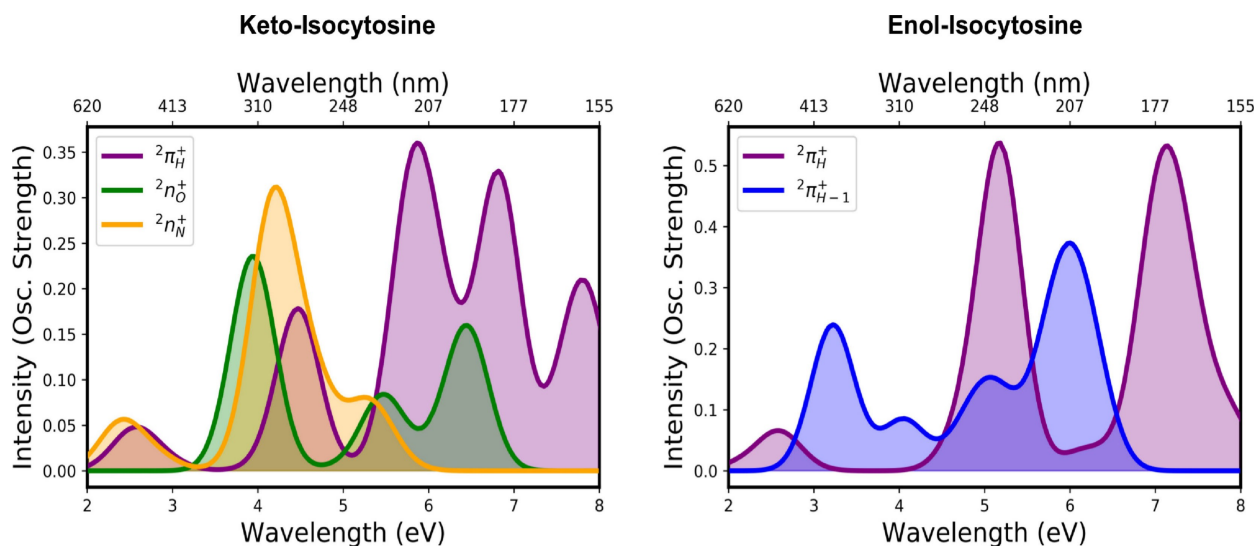 Keto-Isocytosine
Wavelength (nm)
620 413 310 248 207 177 155
Intensity (Osc. Strength)
0.35
0.30
0.25
0.20
0.15
0.10
0.05
0.00
²π⁺H
²n⁺O
²n⁺N
2 3 4 5 6 7 8
Wavelength (eV)
Enol-Isocytosine
Wavelength (nm)
620 413 310 248 207 177 155
Intensity (Osc. Strength)
0.5
0.4
0.3
0.2
0.1
0.0
²π⁺H
²π⁺H−1
2 3 4 5 6 7 8
Wavelength (eV)